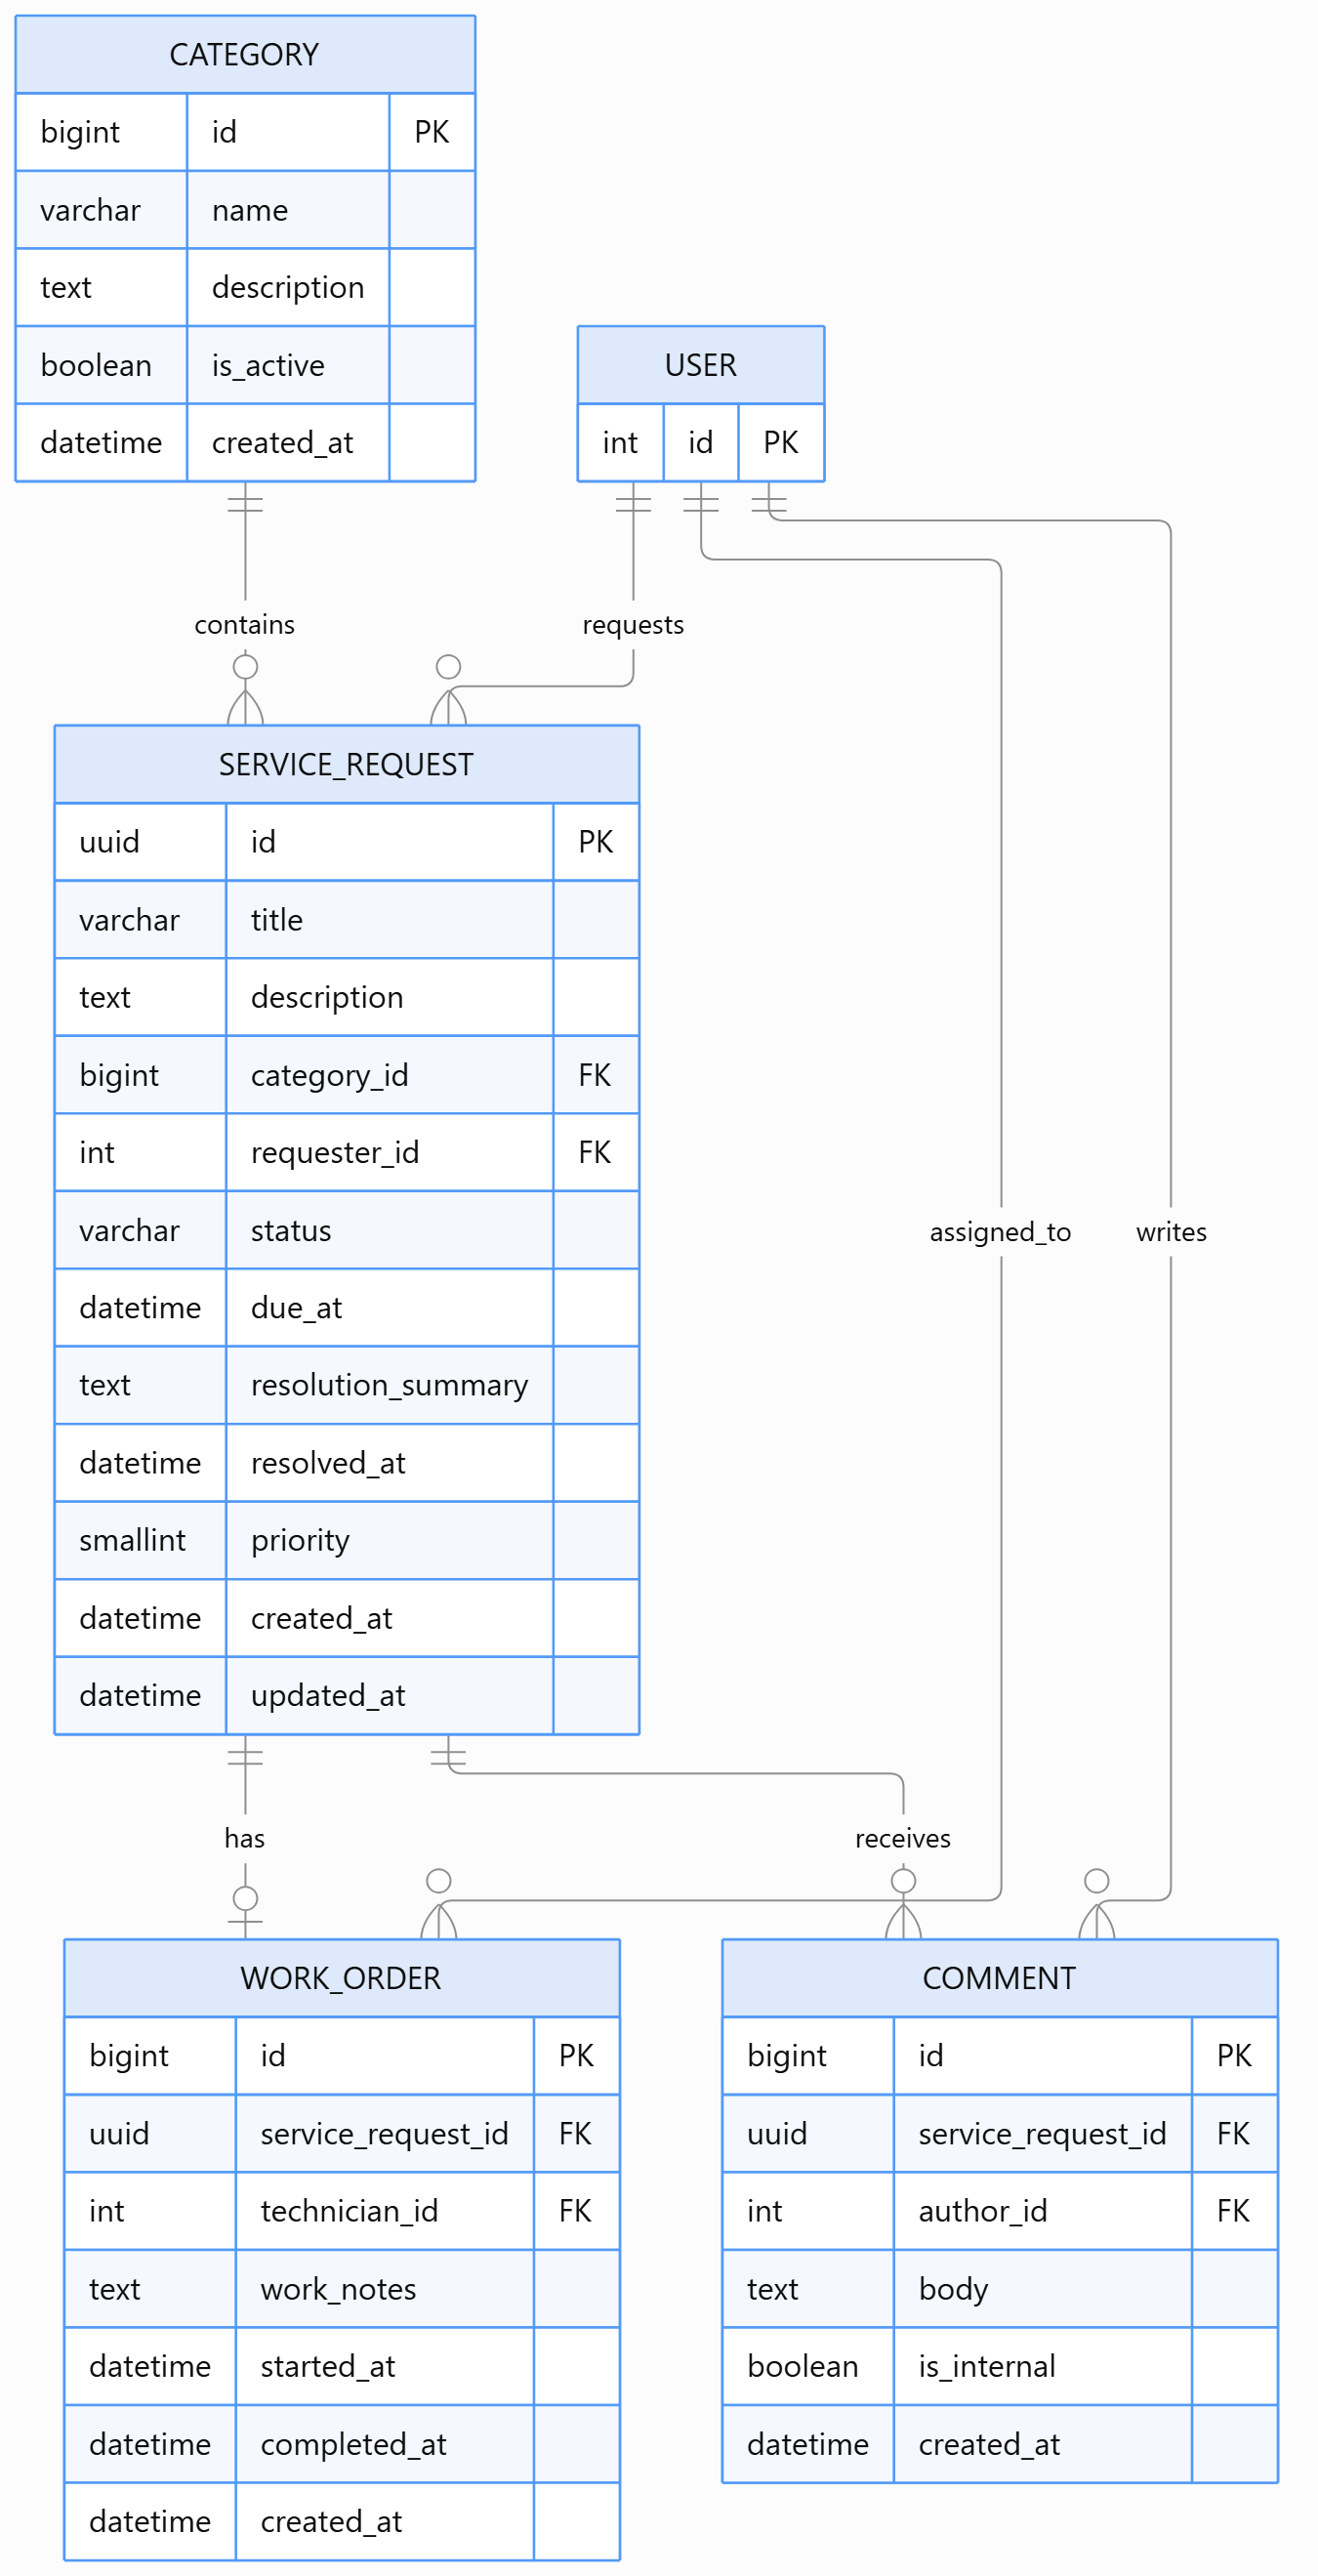 CATEGORY
bigint id PK
varchar name
text description
boolean is_active
datetime created_at
USER
int id PK
contains
requests
SERVICE_REQUEST
uuid id PK
varchar title
text description
bigint category_id FK
int requester_id FK
varchar status
datetime due_at
text resolution_summary
datetime resolved_at
smallint priority
datetime created_at
datetime updated_at
assigned_to
writes
has
receives
WORK_ORDER
bigint id PK
uuid service_request_id FK
int technician_id FK
text work_notes
datetime started_at
datetime completed_at
datetime created_at
COMMENT
bigint id PK
uuid service_request_id FK
int author_id FK
text body
boolean is_internal
datetime created_at